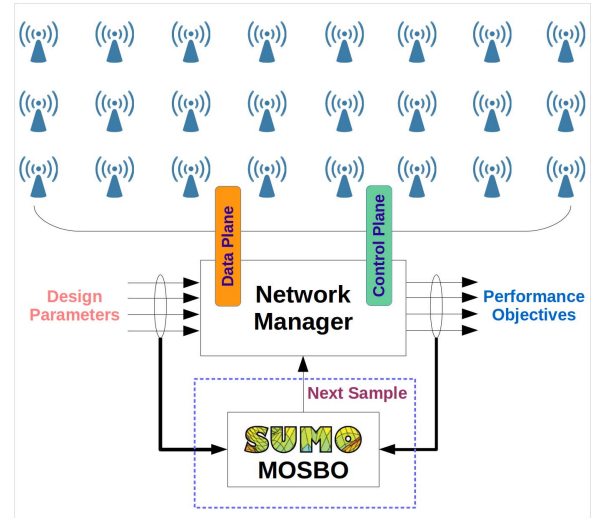 Data Plane
Control Plane
Design
Parameters
Network
Manager
Performance
Objectives
Next Sample
SUMO
MOSBO